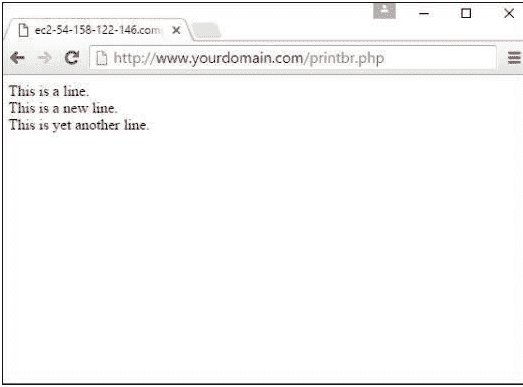 ec2-54-158-122-146.com
http://www.yourdomain.com/printbr.php
This is a line.
This is a new line.
This is yet another line.